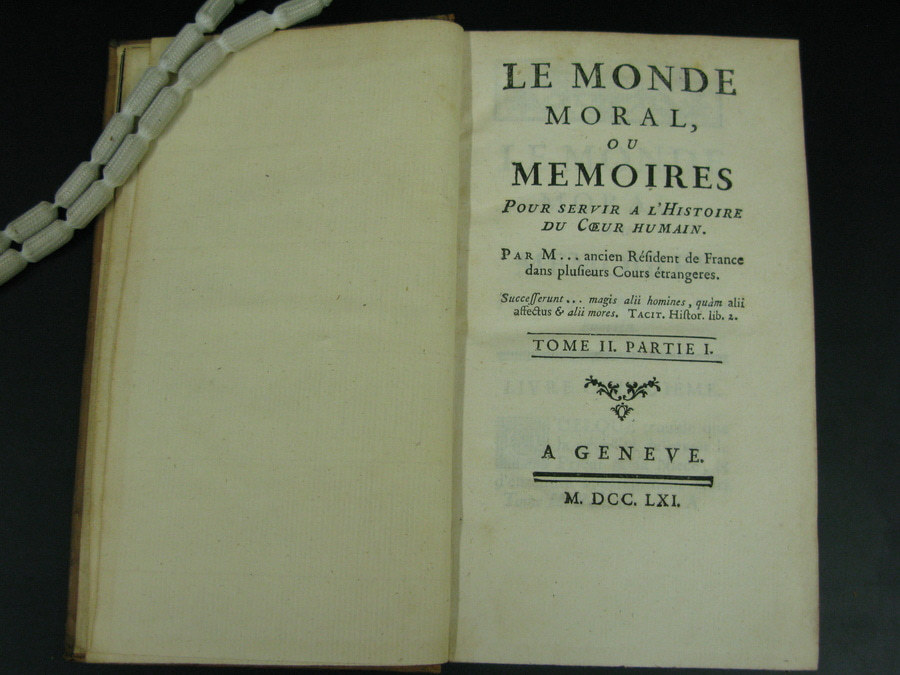 LE MONDE
MORAL,
OU
MEMOIRES
POUR SERVIR A L'HISTOIRE
DU CŒUR HUMAIN.
PAR M... ancien Réſident de France
dans pluſieurs Cours étrangeres.
Succeſſerunt... magis alii homines, quàm alii
affectus & alii mores. TACIT. Hiſtor. lib. 2.
TOME II. PARTIE I.
A GENEVE.
M. DCC. LXI.